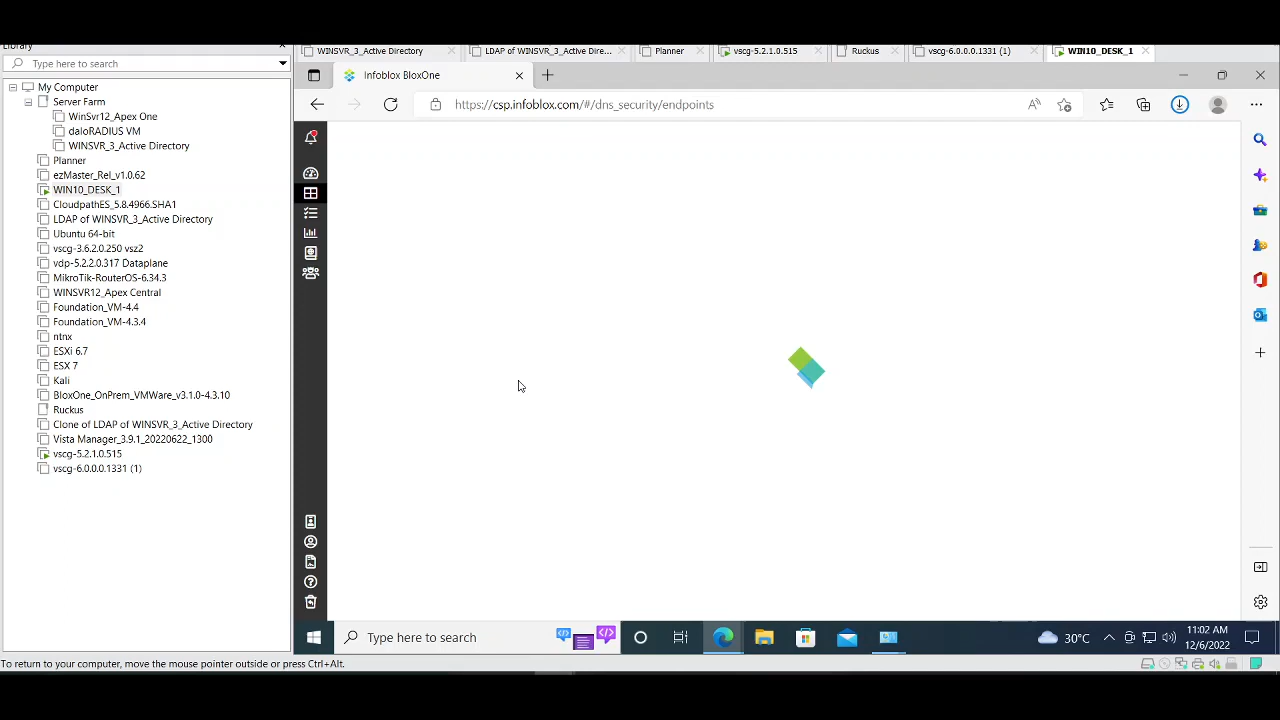 Library
Type here to search
My Computer
Server Farm
WinSvr12_Apex One
daloRADIUS VM
WINSVR_3_Active Directory
Planner
ezMaster_Rel_v1.0.62
WIN10_DESK_1
CloudpathES_5.8.4966.SHA1
LDAP of WINSVR_3_Active Directory
Ubuntu 64-bit
vscg-3.6.2.0.250 vsz2
vdp-5.2.2.0.317 Dataplane
MikroTik-RouterOS-6.34.3
WINSVR12_Apex Central
Foundation_VM-4.4
Foundation_VM-4.3.4
ntnx
ESXi 6.7
ESX 7
Kali
BloxOne_OnPrem_VMWare_v3.1.0-4.3.10
Ruckus
Clone of LDAP of WINSVR_3_Active Directory
Vista Manager_3.9.1_20220622_1300
vscg-5.2.1.0.515
vscg-6.0.0.0.1331 (1)
WINSVR_3_Active Directory
LDAP of WINSVR_3_Active Dire...
Planner
vscg-5.2.1.0.515
Ruckus
vscg-6.0.0.0.1331 (1)
WIN10_DESK_1
Infoblox BloxOne
https://csp.infoblox.com/#/dns_security/endpoints
Type here to search
30°C
11:02 AM
12/6/2022
To return to your computer, move the mouse pointer outside or press Ctrl+Alt.